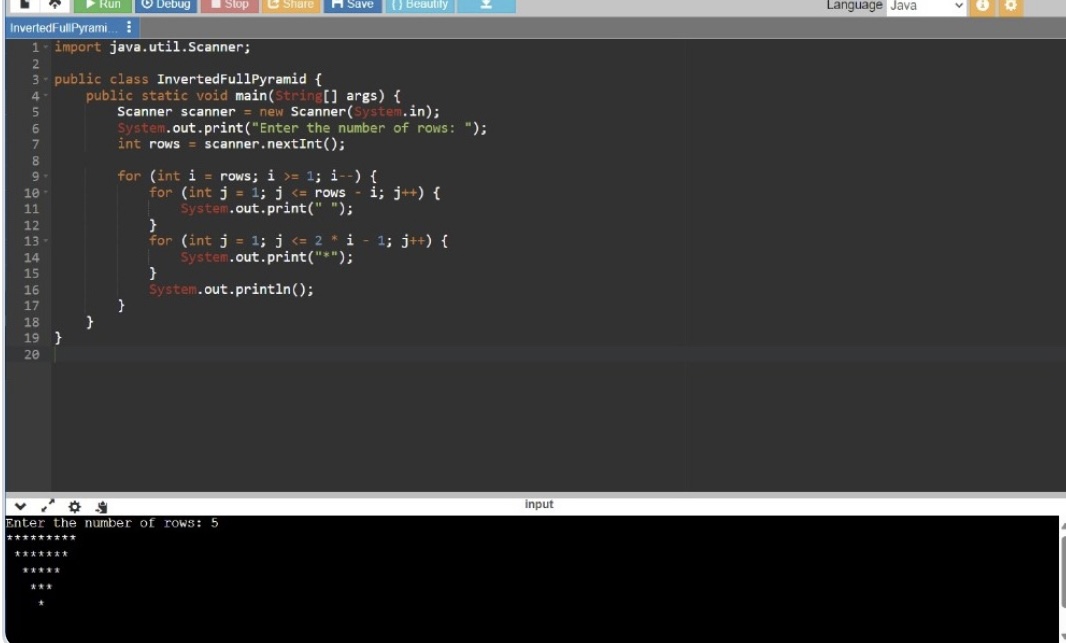 Run Debug Stop Share Save { } Beautify Language Java
InvertedFullPyrami...
1 import java.util.Scanner;
2
3 public class InvertedFullPyramid {
4     public static void main(String[] args) {
5         Scanner scanner = new Scanner(System.in);
6         System.out.print("Enter the number of rows: ");
7         int rows = scanner.nextInt();
8
9         for (int i = rows; i >= 1; i--) {
10             for (int j = 1; j <= rows - i; j++) {
11                 System.out.print(" ");
12             }
13             for (int j = 1; j <= 2 * i - 1; j++) {
14                 System.out.print("*");
15             }
16             System.out.println();
17         }
18     }
19 }
20
input
Enter the number of rows: 5
*********
 *******
  *****
   ***
    *